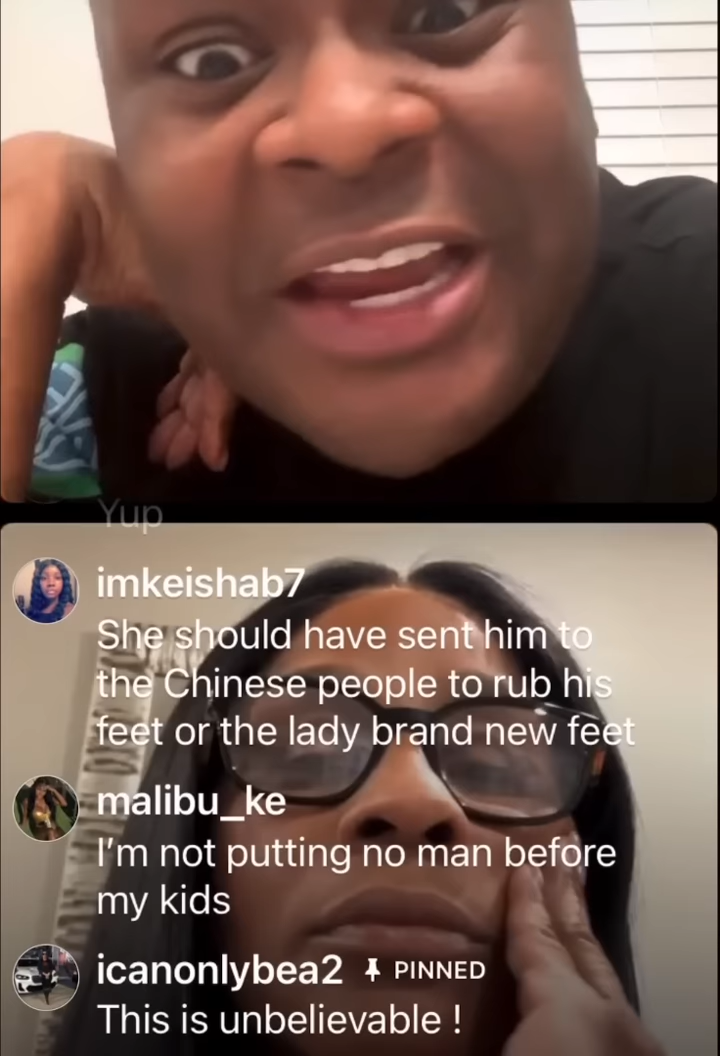 Yup
imkeishab7
She should have sent him to
the Chinese people to rub his
feet or the lady brand new feet
malibu_ke
I'm not putting no man before
my kids
icanonlybea2 PINNED
This is unbelievable !